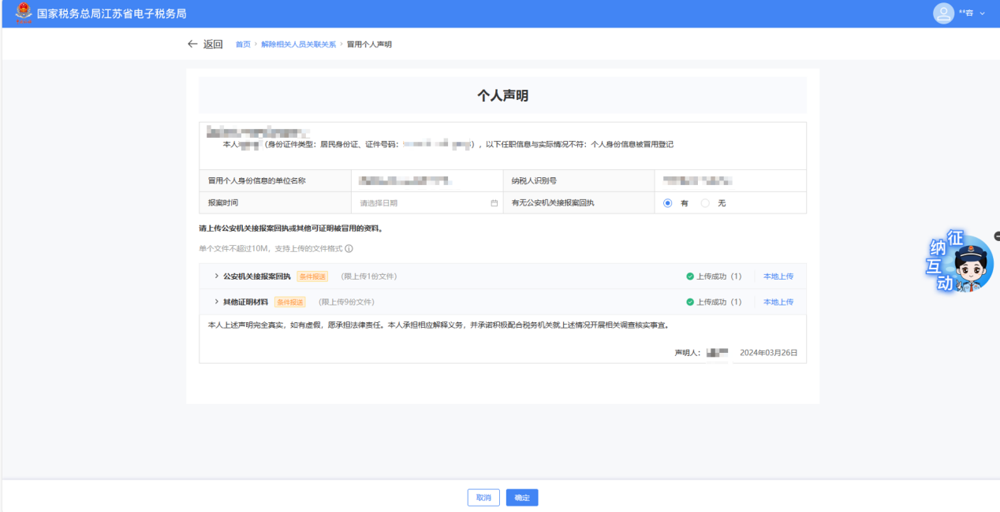 国家税务总局江苏省电子税务局
**容
返回 首页 解除相关人员关联关系 冒用个人声明
个人声明
本人 (身份证件类型:居民身份证、证件号码: ),以下任职信息与实际情况不符:个人身份信息被冒用登记
冒用个人身份信息的单位名称 纳税人识别号
报案时间 请选择日期 有无公安机关接报案回执 有 无
请上传公安机关接报案回执或其他可证明被冒用的资料。
单个文件不超过10M,支持上传的文件格式
公安机关接报案回执 条件报送 (限上传1份文件) 上传成功 (1) 本地上传
其他证明材料 条件报送 (限上传9份文件) 上传成功 (1) 本地上传
本人上述声明完全真实,如有虚假,愿承担法律责任。本人承担相应解释义务,并承诺积极配合税务机关就上述情况开展相关调查核实事宜。
声明人: 2024年03月26日
征纳互动
取消 确定